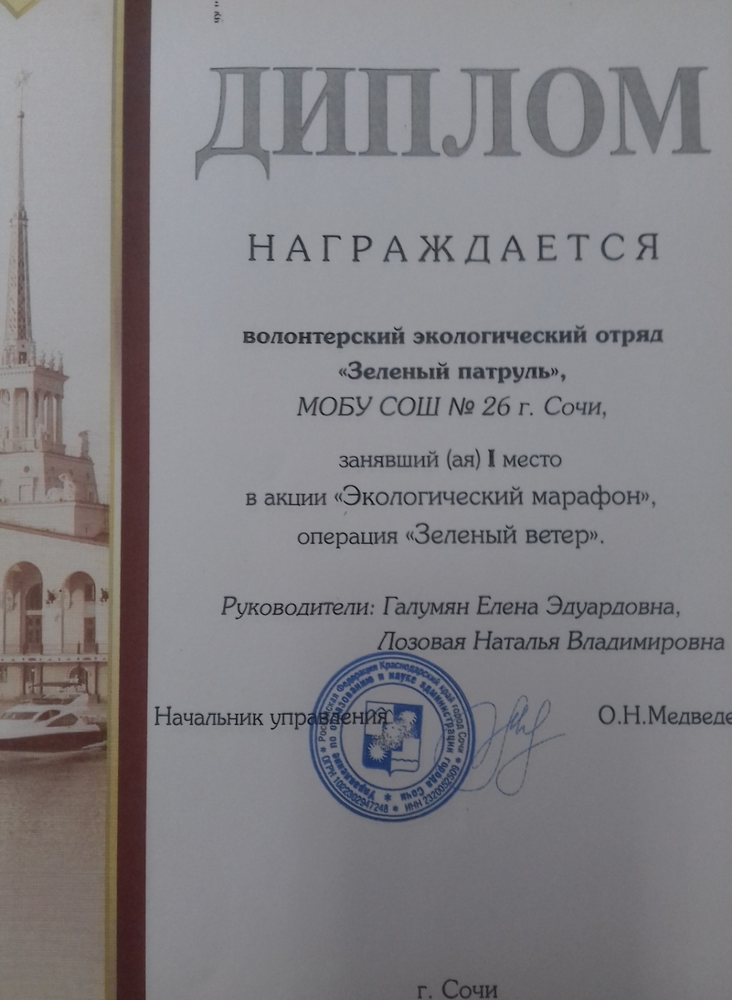 ДИПЛОМ
НАГРАЖДАЕТСЯ
волонтерский экологический отряд
«Зеленый патруль»,
МОБУ СОШ № 26 г. Сочи,
занявший (ая) I место
в акции «Экологический марафон»,
операция «Зеленый ветер».
Руководители: Галумян Елена Эдуардовна,
Лозовая Наталья Владимировна
Начальник управления
О.Н.Медведе
Российская Федерация Краснодарский край город Сочи
* ОГРН 1022302947248 * ИНН 2320052509 *
Управление по образованию и науке администрации города Сочи *
г. Сочи